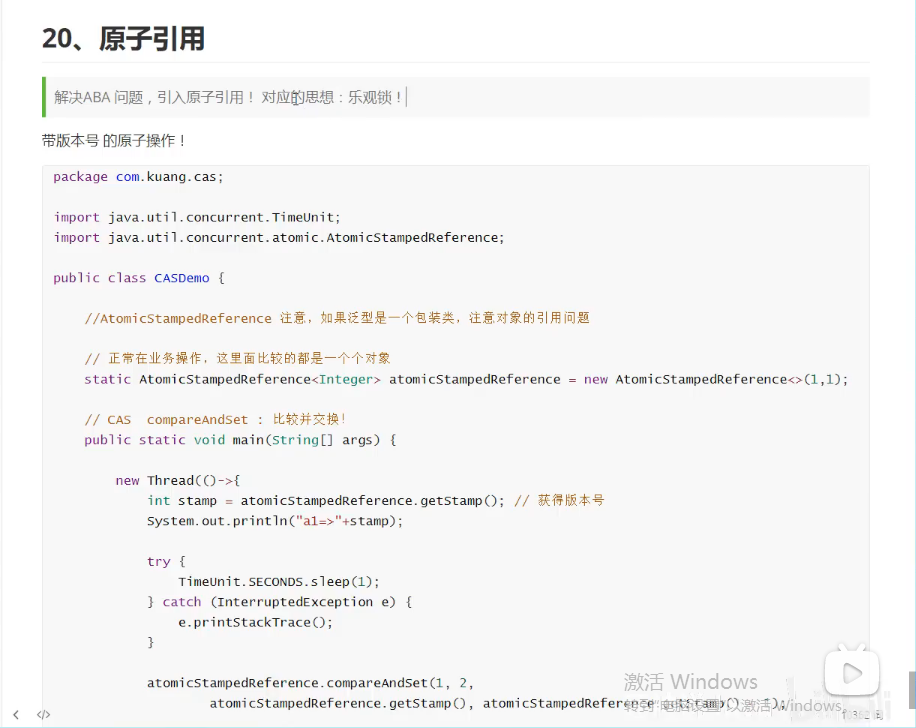 20、原子引用
解决ABA 问题，引入原子引用！ 对应的思想：乐观锁！
带版本号 的原子操作！
package com.kuang.cas;
import java.util.concurrent.TimeUnit;
import java.util.concurrent.atomic.AtomicStampedReference;
public class CASDemo {
//AtomicStampedReference 注意，如果泛型是一个包装类，注意对象的引用问题
// 正常在业务操作，这里面比较的都是一个个对象
static AtomicStampedReference<Integer> atomicStampedReference = new AtomicStampedReference<>(1,1);
// CAS  compareAndSet : 比较并交换！
public static void main(String[] args) {
new Thread(()->{
int stamp = atomicStampedReference.getStamp(); // 获得版本号
System.out.println("a1=>"+stamp);
try {
TimeUnit.SECONDS.sleep(1);
} catch (InterruptedException e) {
e.printStackTrace();
}
激活 Windows
atomicStampedReference.compareAndSet(1, 2,
atomicStampedReference.getStamp(), atomicStampedReference.getStamp() + 1);
转到"电脑设置"以激活 Windows。